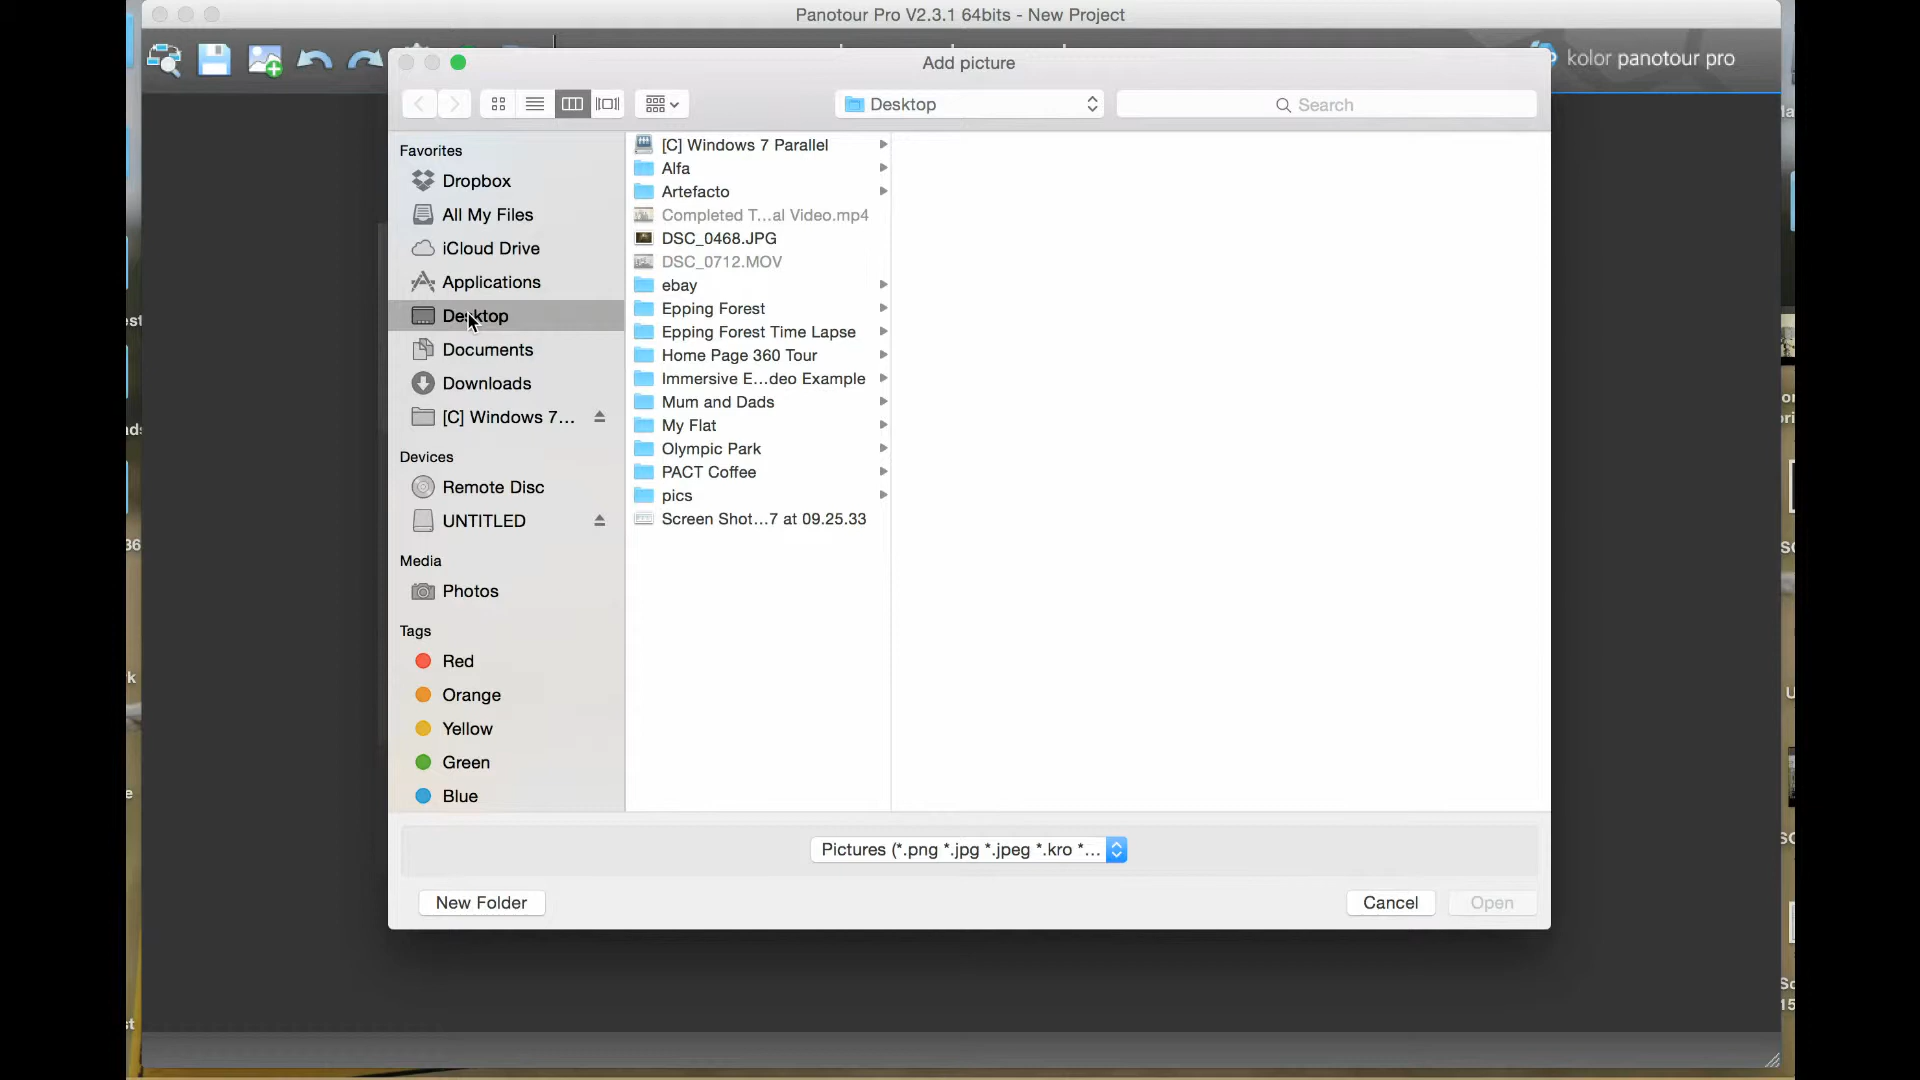 Panotour Pro V2.3.1 64bits - New Project
kolor panotour pro
Add picture
Desktop
Search
Favorites
Dropbox
All My Files
iCloud Drive
Applications
Desktop
Documents
Downloads
[C] Windows 7...
Devices
Remote Disc
UNTITLED
Media
Photos
Tags
Red
Orange
Yellow
Green
Blue
[C] Windows 7 Parallel
Alfa
Artefacto
Completed T...al Video.mp4
DSC_0468.JPG
DSC_0712.MOV
ebay
Epping Forest
Epping Forest Time Lapse
Home Page 360 Tour
Immersive E...deo Example
Mum and Dads
My Flat
Olympic Park
PACT Coffee
pics
Screen Shot...7 at 09.25.33
Pictures (*.png *.jpg *.jpeg *.kro *...
New Folder
Cancel
Open